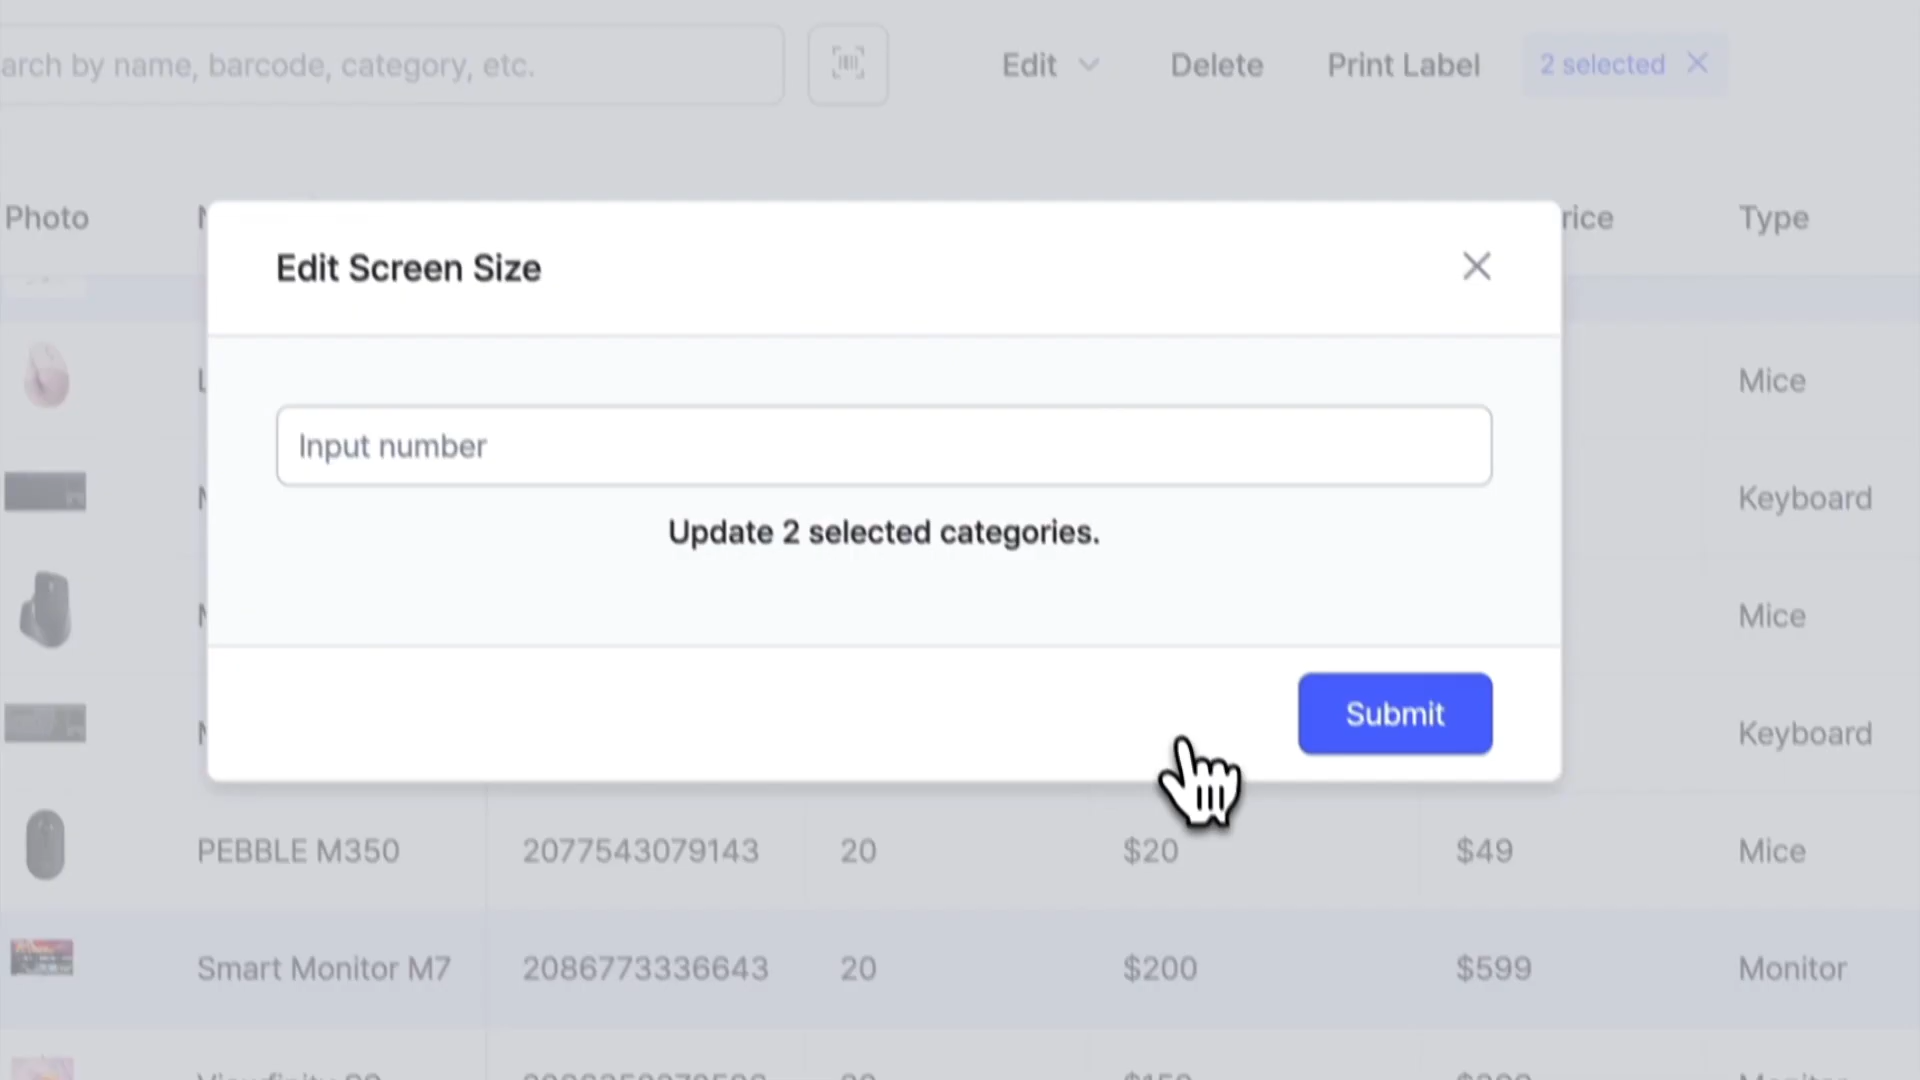 arch by name, barcode, category, etc.
Edit Delete Print Label 2 selected
Photo rice Type
Edit Screen Size
Mice
Input number
Keyboard
Update 2 selected categories.
Mice
Submit
Keyboard
PEBBLE M350 2077543079143 20 $20 $49 Mice
Smart Monitor M7 2086773336643 20 $200 $599 Monitor